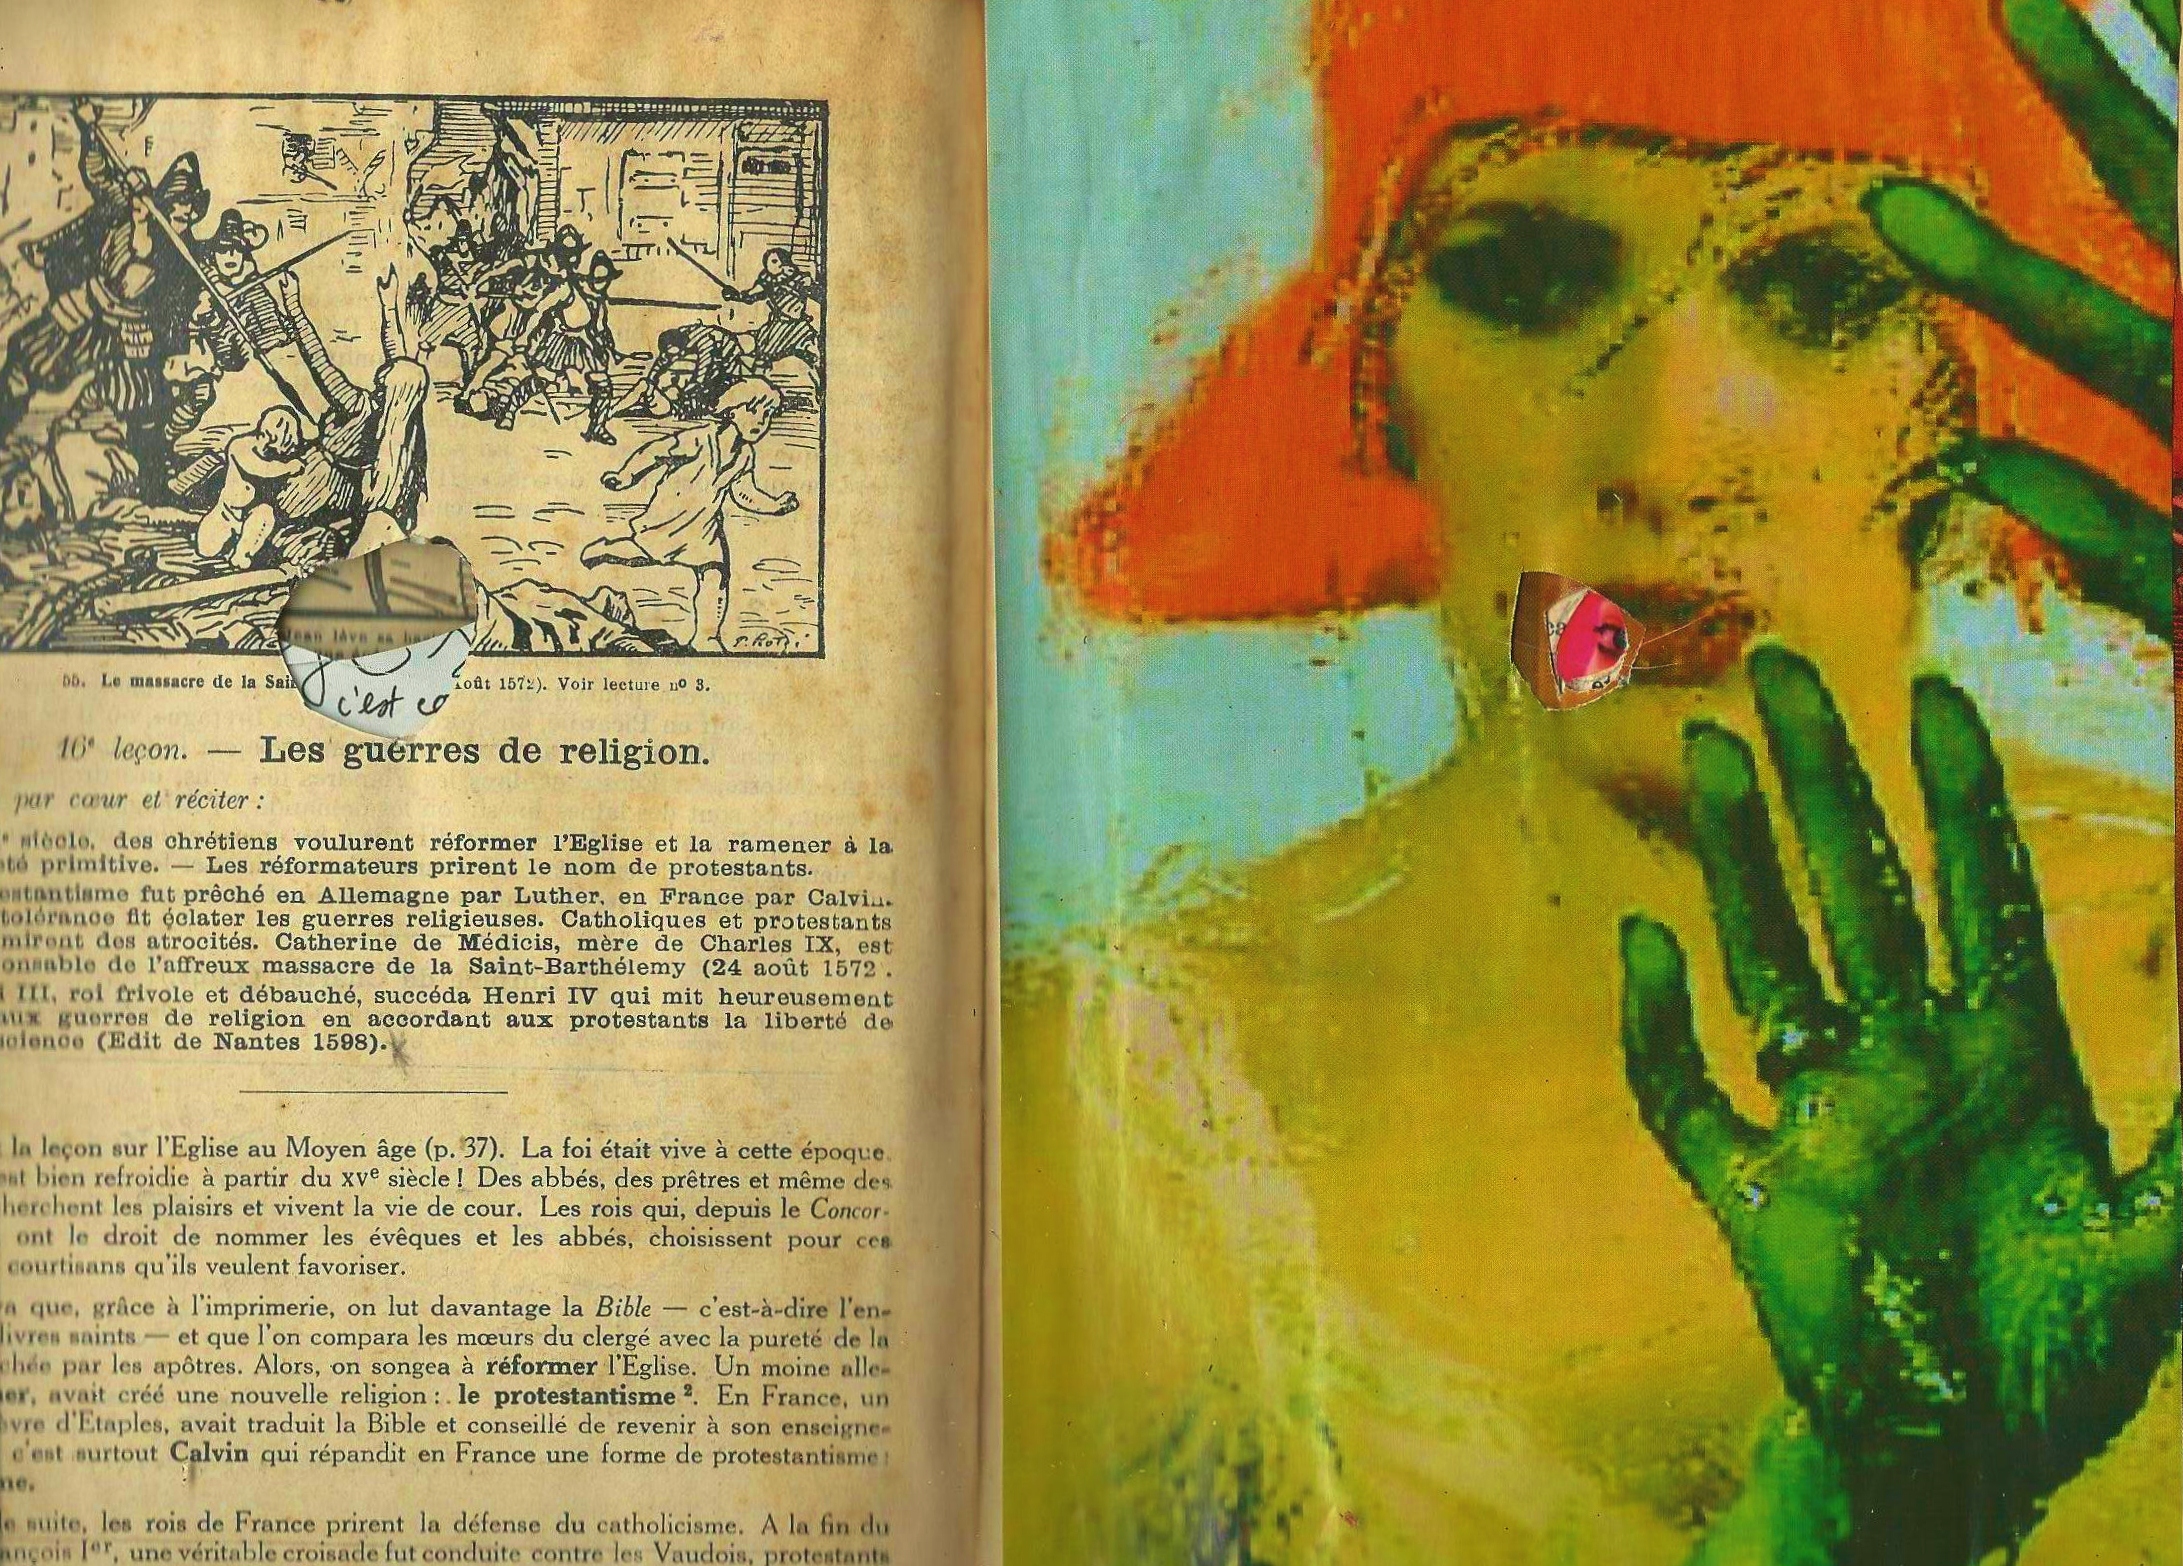 P. Rotzi
Jean lève sa
c'est ce
55. Le massacre de la Sai oût 1572). Voir lecture nº 3.
16e leçon. — Les guerres de religion.
par cœur et réciter :
e siècle, des chrétiens voulurent réformer l'Eglise et la ramener à la
té primitive. — Les réformateurs prirent le nom de protestants.
estantisme fut prêché en Allemagne par Luther, en France par Calvin.
tolérance fit éclater les guerres religieuses. Catholiques et protestants
mirent des atrocités. Catherine de Médicis, mère de Charles IX, est
onsable de l'affreux massacre de la Saint-Barthélemy (24 août 1572.
i III, roi frivole et débauché, succéda Henri IV qui mit heureusement
aux guerres de religion en accordant aux protestants la liberté de
science (Edit de Nantes 1598).
la leçon sur l'Eglise au Moyen âge (p. 37). La foi était vive à cette époque.
est bien refroidie à partir du XVe siècle ! Des abbés, des prêtres et même des
herchent les plaisirs et vivent la vie de cour. Les rois qui, depuis le Concor-
ont le droit de nommer les évêques et les abbés, choisissent pour ces
courtisans qu'ils veulent favoriser.
a que, grâce à l'imprimerie, on lut davantage la Bible — c'est-à-dire l'en-
livres saints — et que l'on compara les mœurs du clergé avec la pureté de la
chée par les apôtres. Alors, on songea à réformer l'Eglise. Un moine alle-
er, avait créé une nouvelle religion : le protestantisme 2. En France, un
vre d'Etaples, avait traduit la Bible et conseillé de revenir à son enseigne-
c'est surtout Calvin qui répandit en France une forme de protestantisme :
ne.
le suite, les rois de France prirent la défense du catholicisme. A la fin du
ançois Ier, une véritable croisade fut conduite contre les Vaudois, protestants